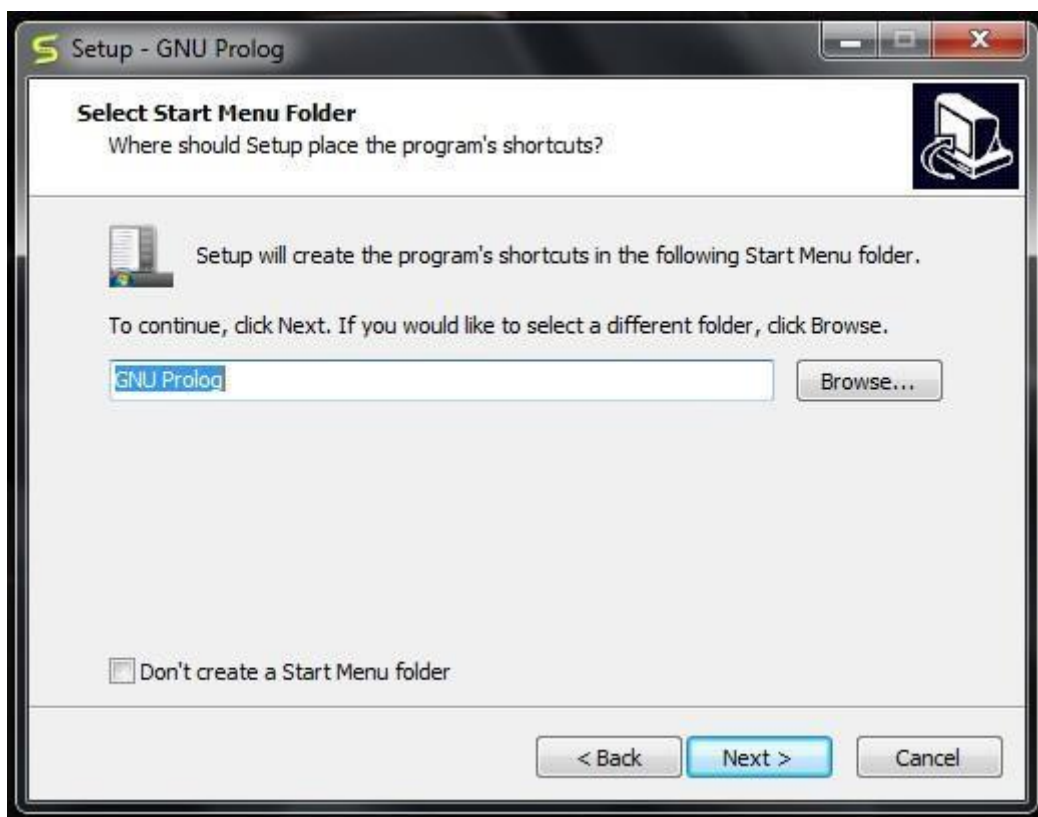 Setup - GNU Prolog
Select Start Menu Folder
Where should Setup place the program's shortcuts?
Setup will create the program's shortcuts in the following Start Menu folder.
To continue, click Next. If you would like to select a different folder, click Browse.
GNU Prolog
Browse...
Don't create a Start Menu folder
< Back
Next >
Cancel